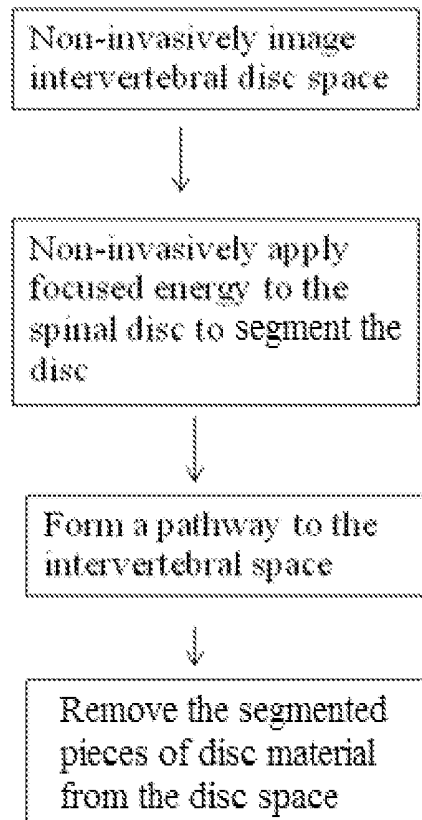 Non-invasively image
intervertebral disc space
Non-invasively apply
focused energy to the
spinal disc to segment the
disc
Form a pathway to the
intervertebral space
Remove the segmented
pieces of disc material
from the disc space